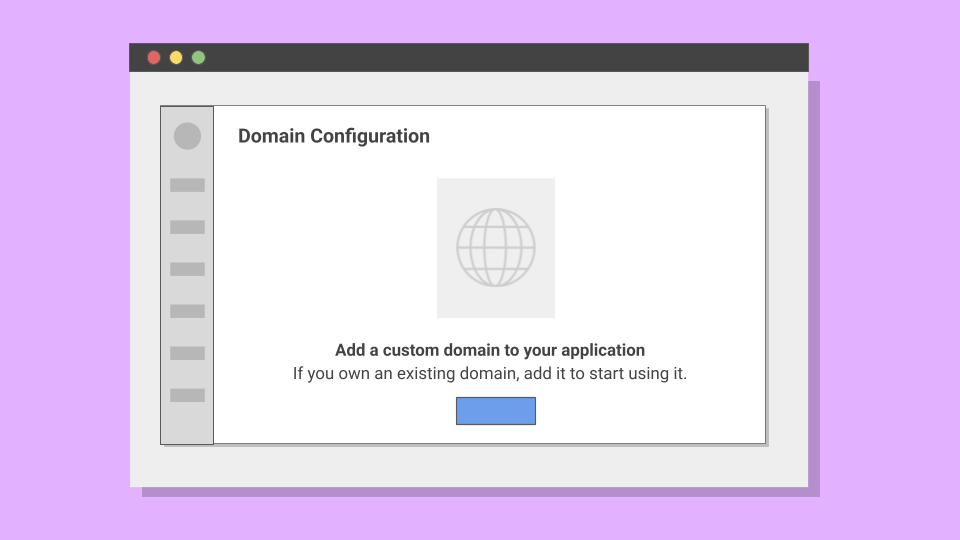 Domain Configuration
Add a custom domain to your application
If you own an existing domain, add it to start using it.